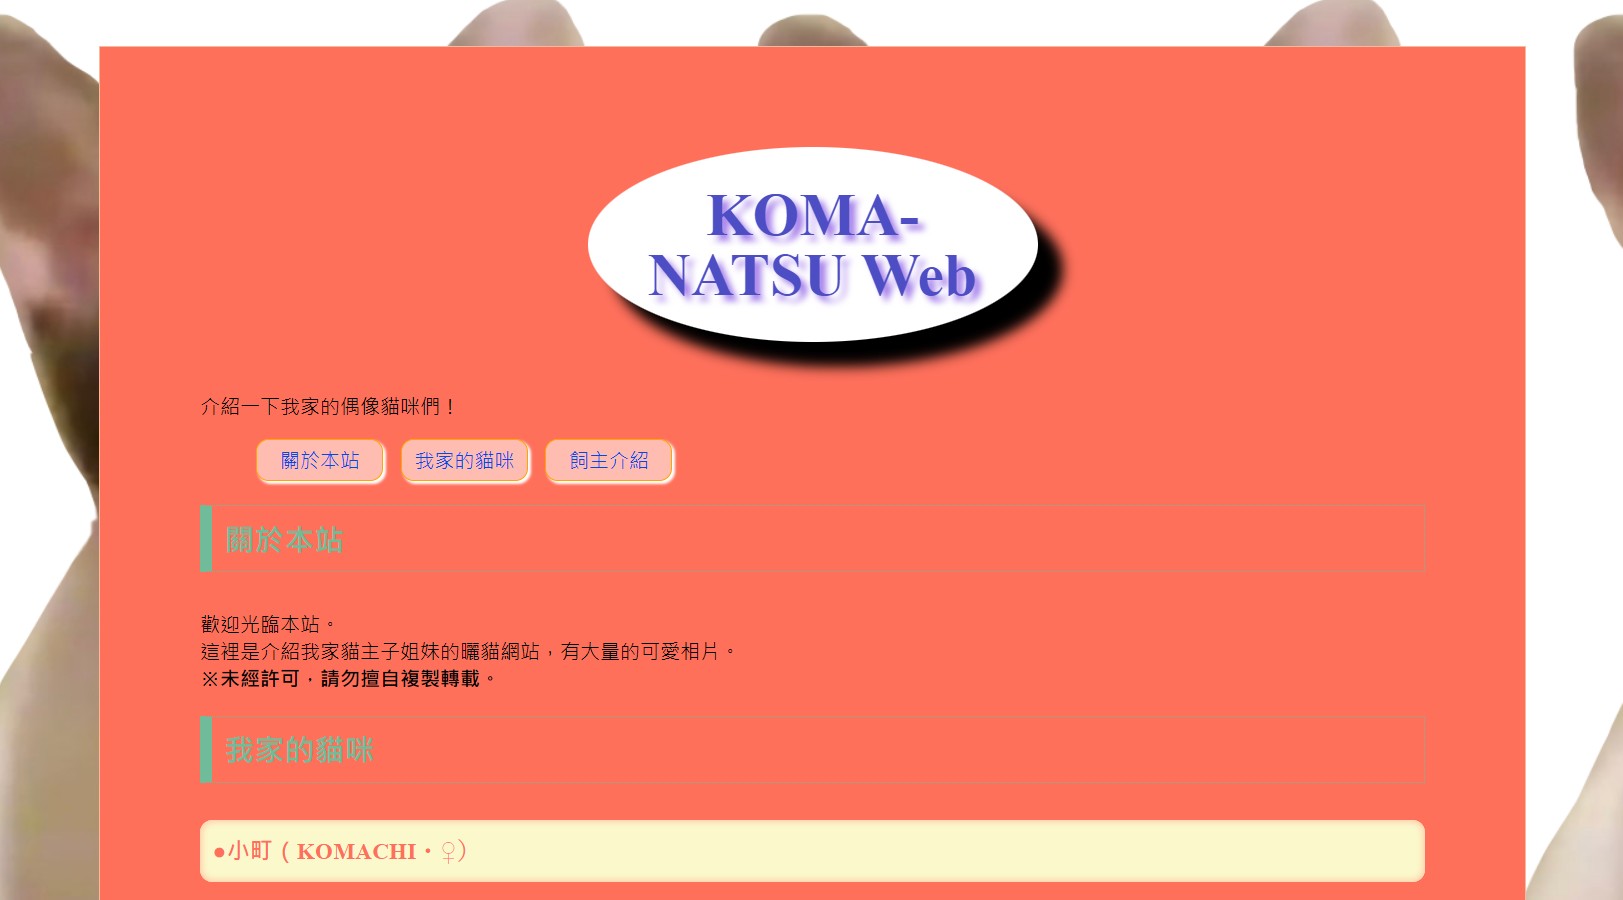 KOMA-
NATSU Web
介紹一下我家的偶像貓咪們！
關於本站 我家的貓咪 飼主介紹
關於本站
歡迎光臨本站。
這裡是介紹我家貓主子姐妹的曬貓網站，有大量的可愛相片。
※未經許可，請勿擅自複製轉載。
我家的貓咪
●小町（KOMACHI・♀）